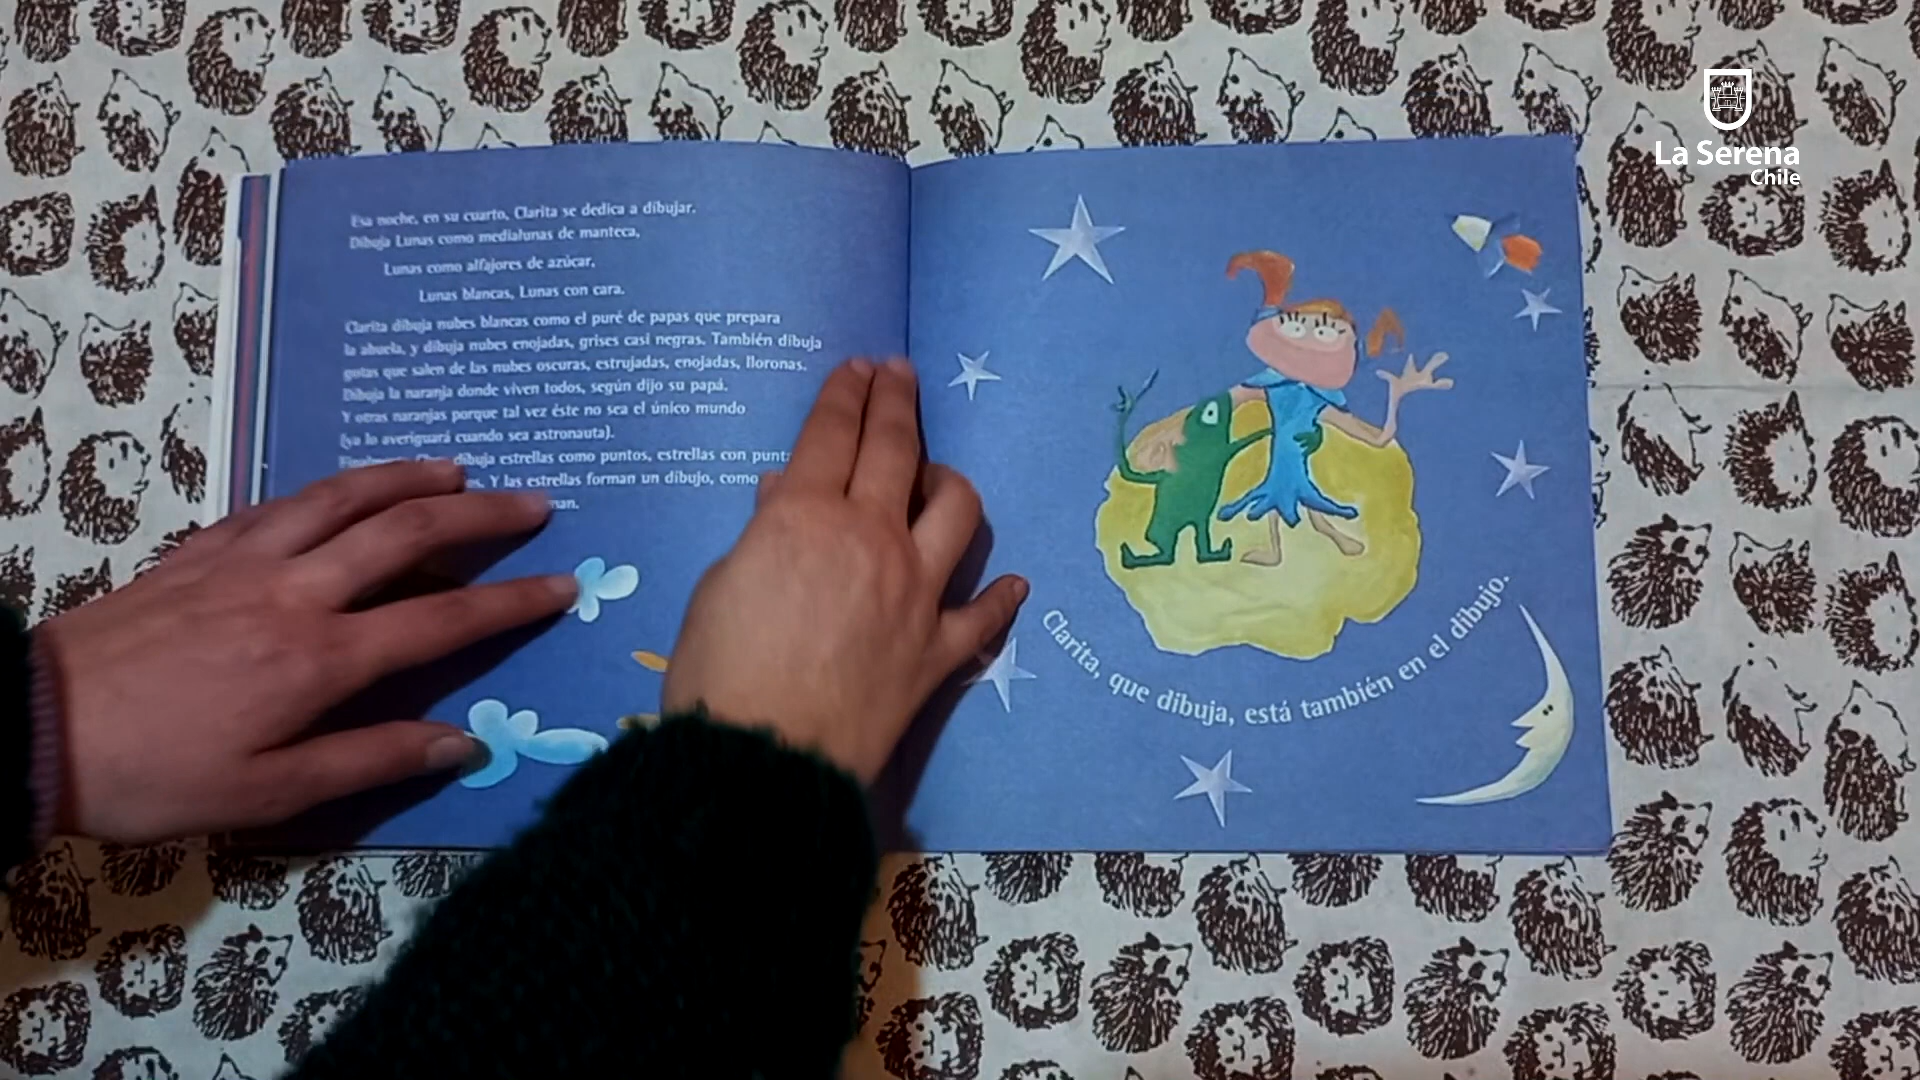 Esa noche, en su cuarto, Clarita se dedica a dibujar.
Dibuja Lunas como medialunas de manteca,
Lunas como alfajores de azúcar,
Lunas blancas, Lunas con cara.
Clarita dibuja nubes blancas como el puré de papas que prepara
la abuela, y dibuja nubes enojadas, grises casi negras. También dibuja
gotas que salen de las nubes oscuras, estrujadas, enojadas, lloronas.
Dibuja la naranja donde viven todos, según dijo su papá.
Y otras naranjas porque tal vez éste no sea el único mundo
(ya lo averiguará cuando sea astronauta).
dibuja estrellas como puntos, estrellas con
Y las estrellas forman un dibujo, como
Clarita, que dibuja, está también en el dibujo.
La Serena
Chile